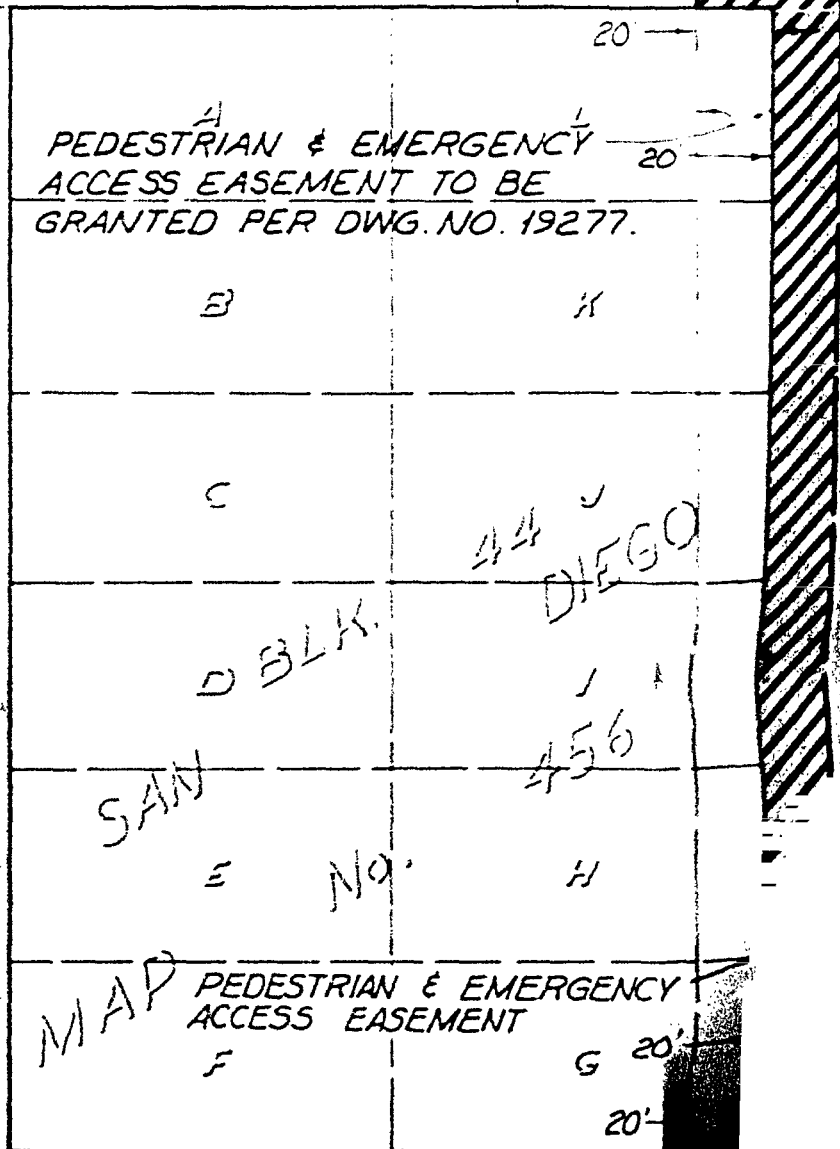 20
A L
PEDESTRIAN & EMERGENCY
20
ACCESS EASEMENT TO BE
GRANTED PER DWG. NO. 19277.
B K
C J
44
DIEGO
BLK.
D I
456
SAN
E No. H
MAP
PEDESTRIAN & EMERGENCY
ACCESS EASEMENT
F G 20'
20'